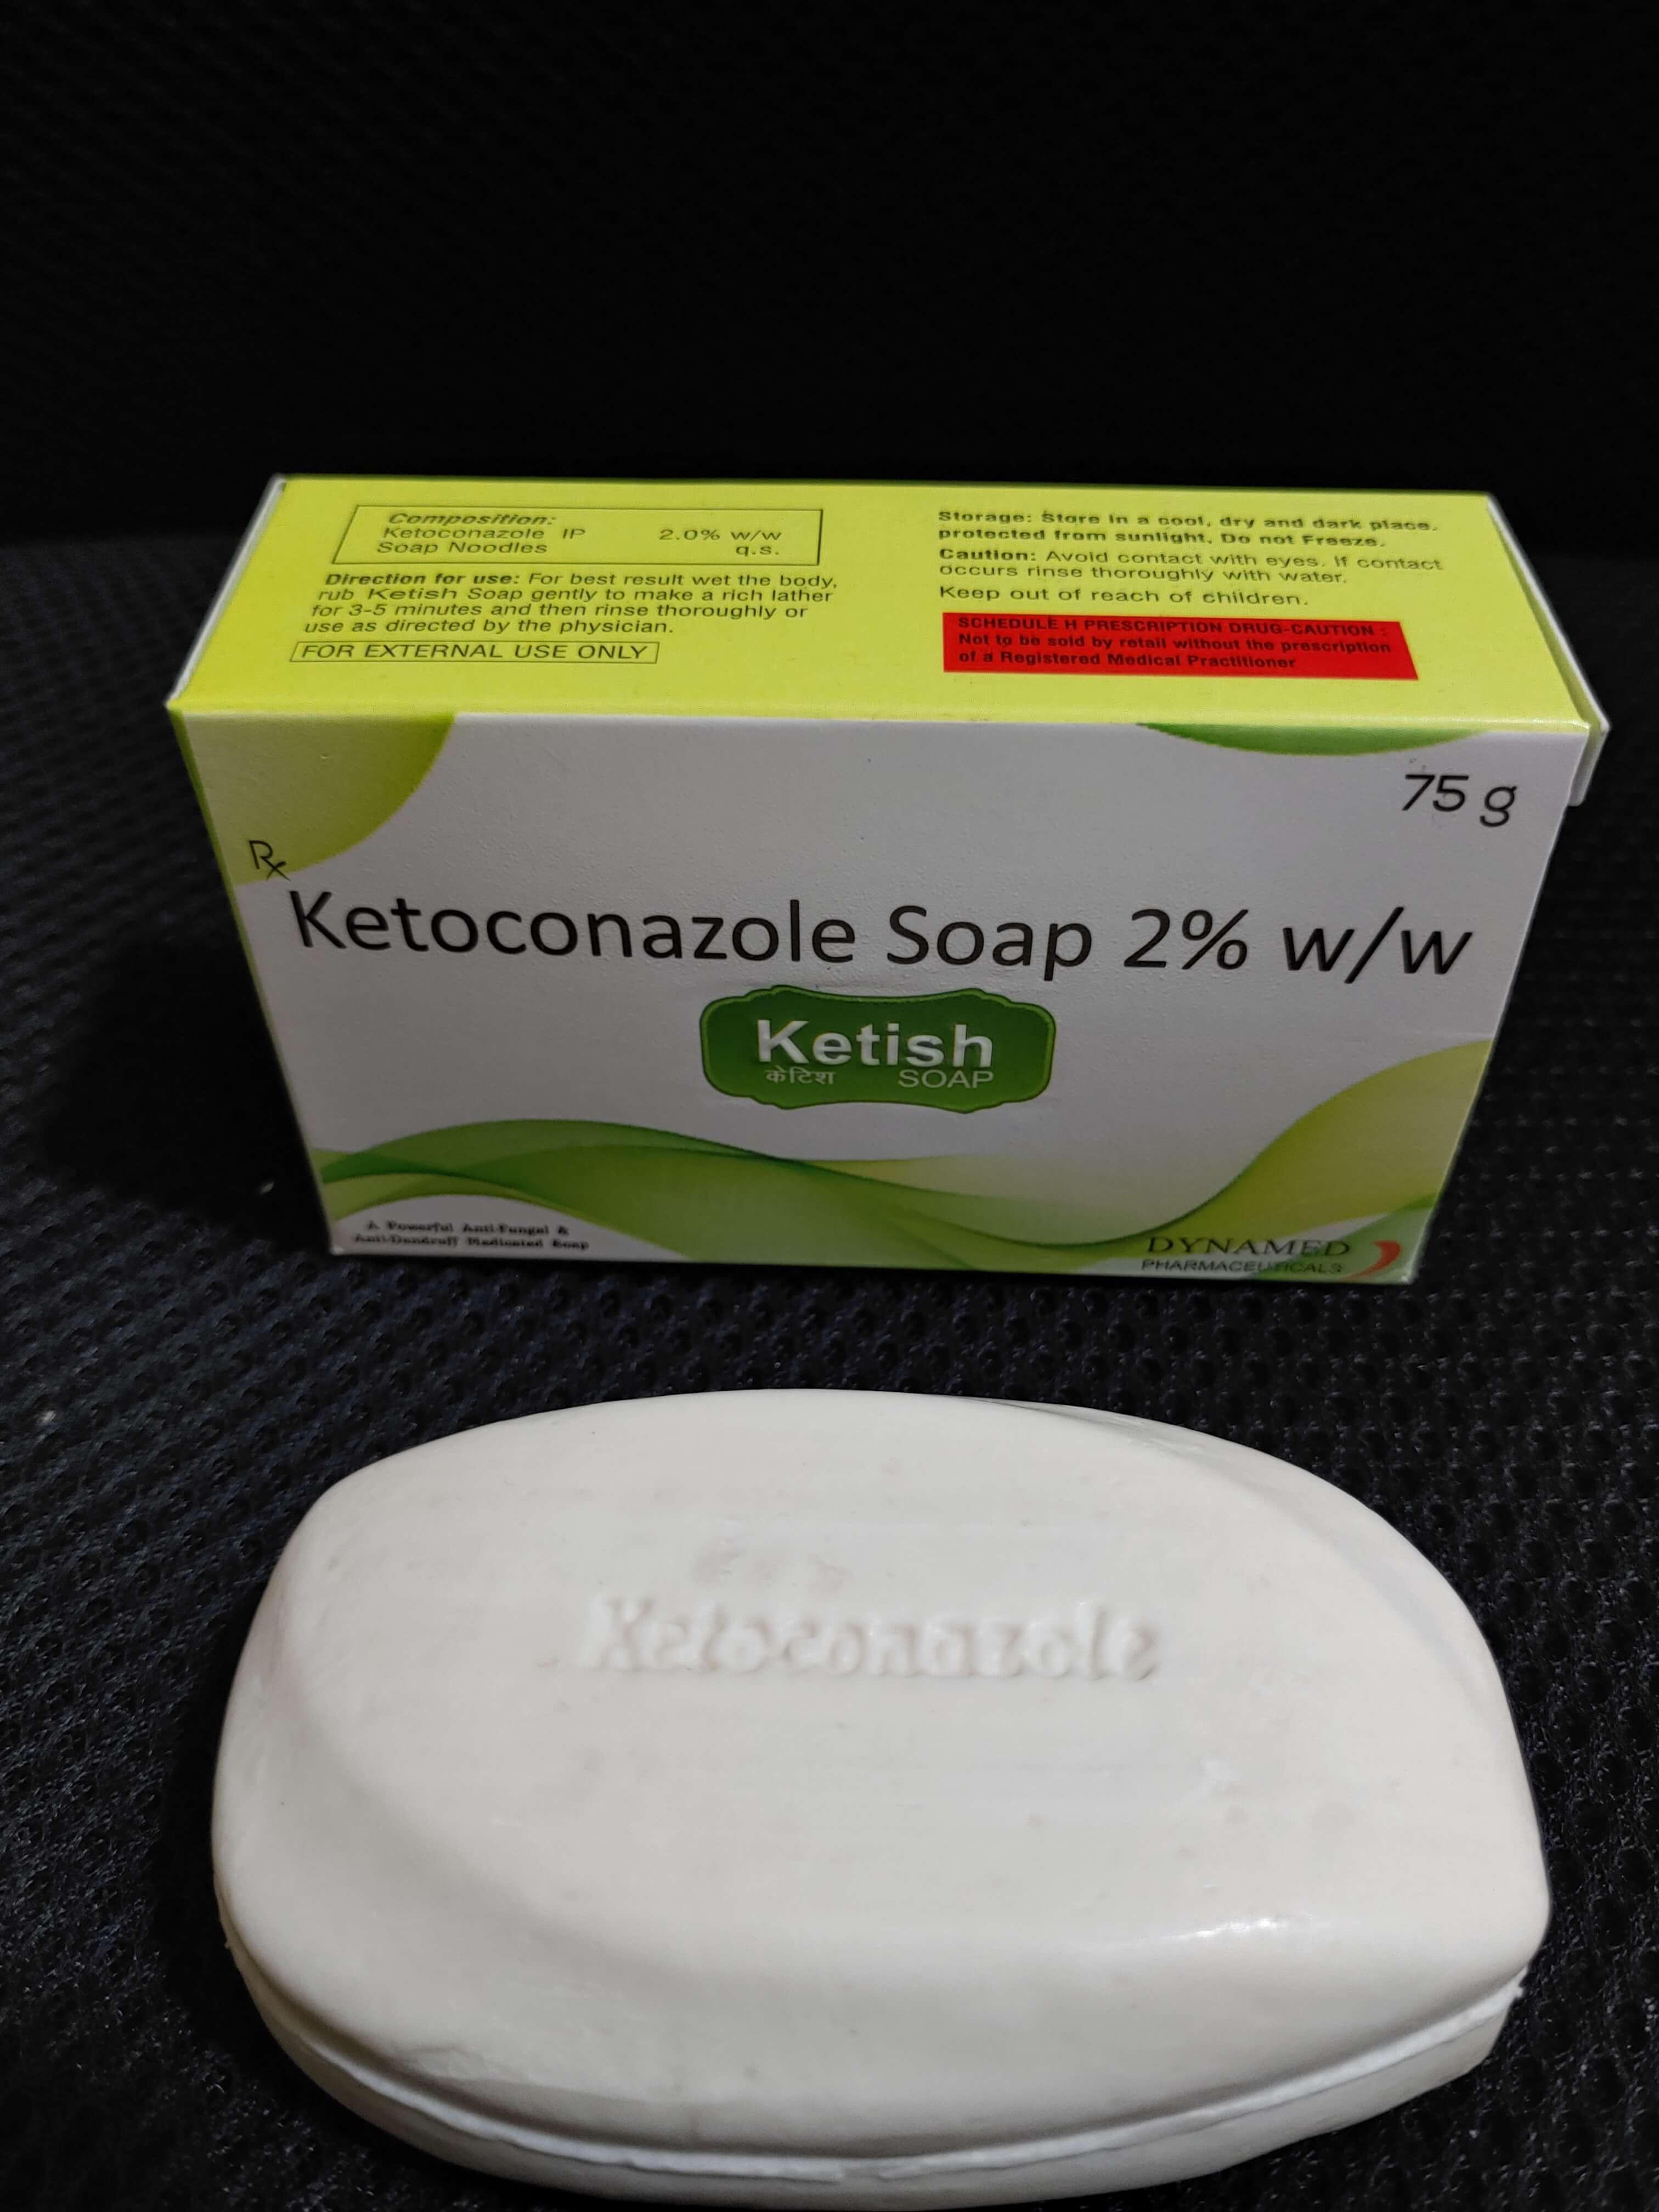 Composition:
Ketoconazole IP 2.0% w/w
Soap Noodles q.s.
Direction for use: For best result wet the body,
rub Ketish Soap gently to make a rich lather
for 3-5 minutes and then rinse thoroughly or
use as directed by the physician.
FOR EXTERNAL USE ONLY
Storage: Store in a cool, dry and dark place,
protected from sunlight, Do not Freeze.
Caution: Avoid contact with eyes. If contact
occurs rinse thoroughly with water.
Keep out of reach of children.
SCHEDULE H PRESCRIPTION DRUG-CAUTION :
Not to be sold by retail without the prescription
of a Registered Medical Practitioner
75 g
Rx
Ketoconazole Soap 2% w/w
Ketish
केटिश SOAP
A Powerful Anti-Fungal &
Anti-Dandruff Medicated Soap
DYNAMED
PHARMACEUTICALS
Ketoconazole